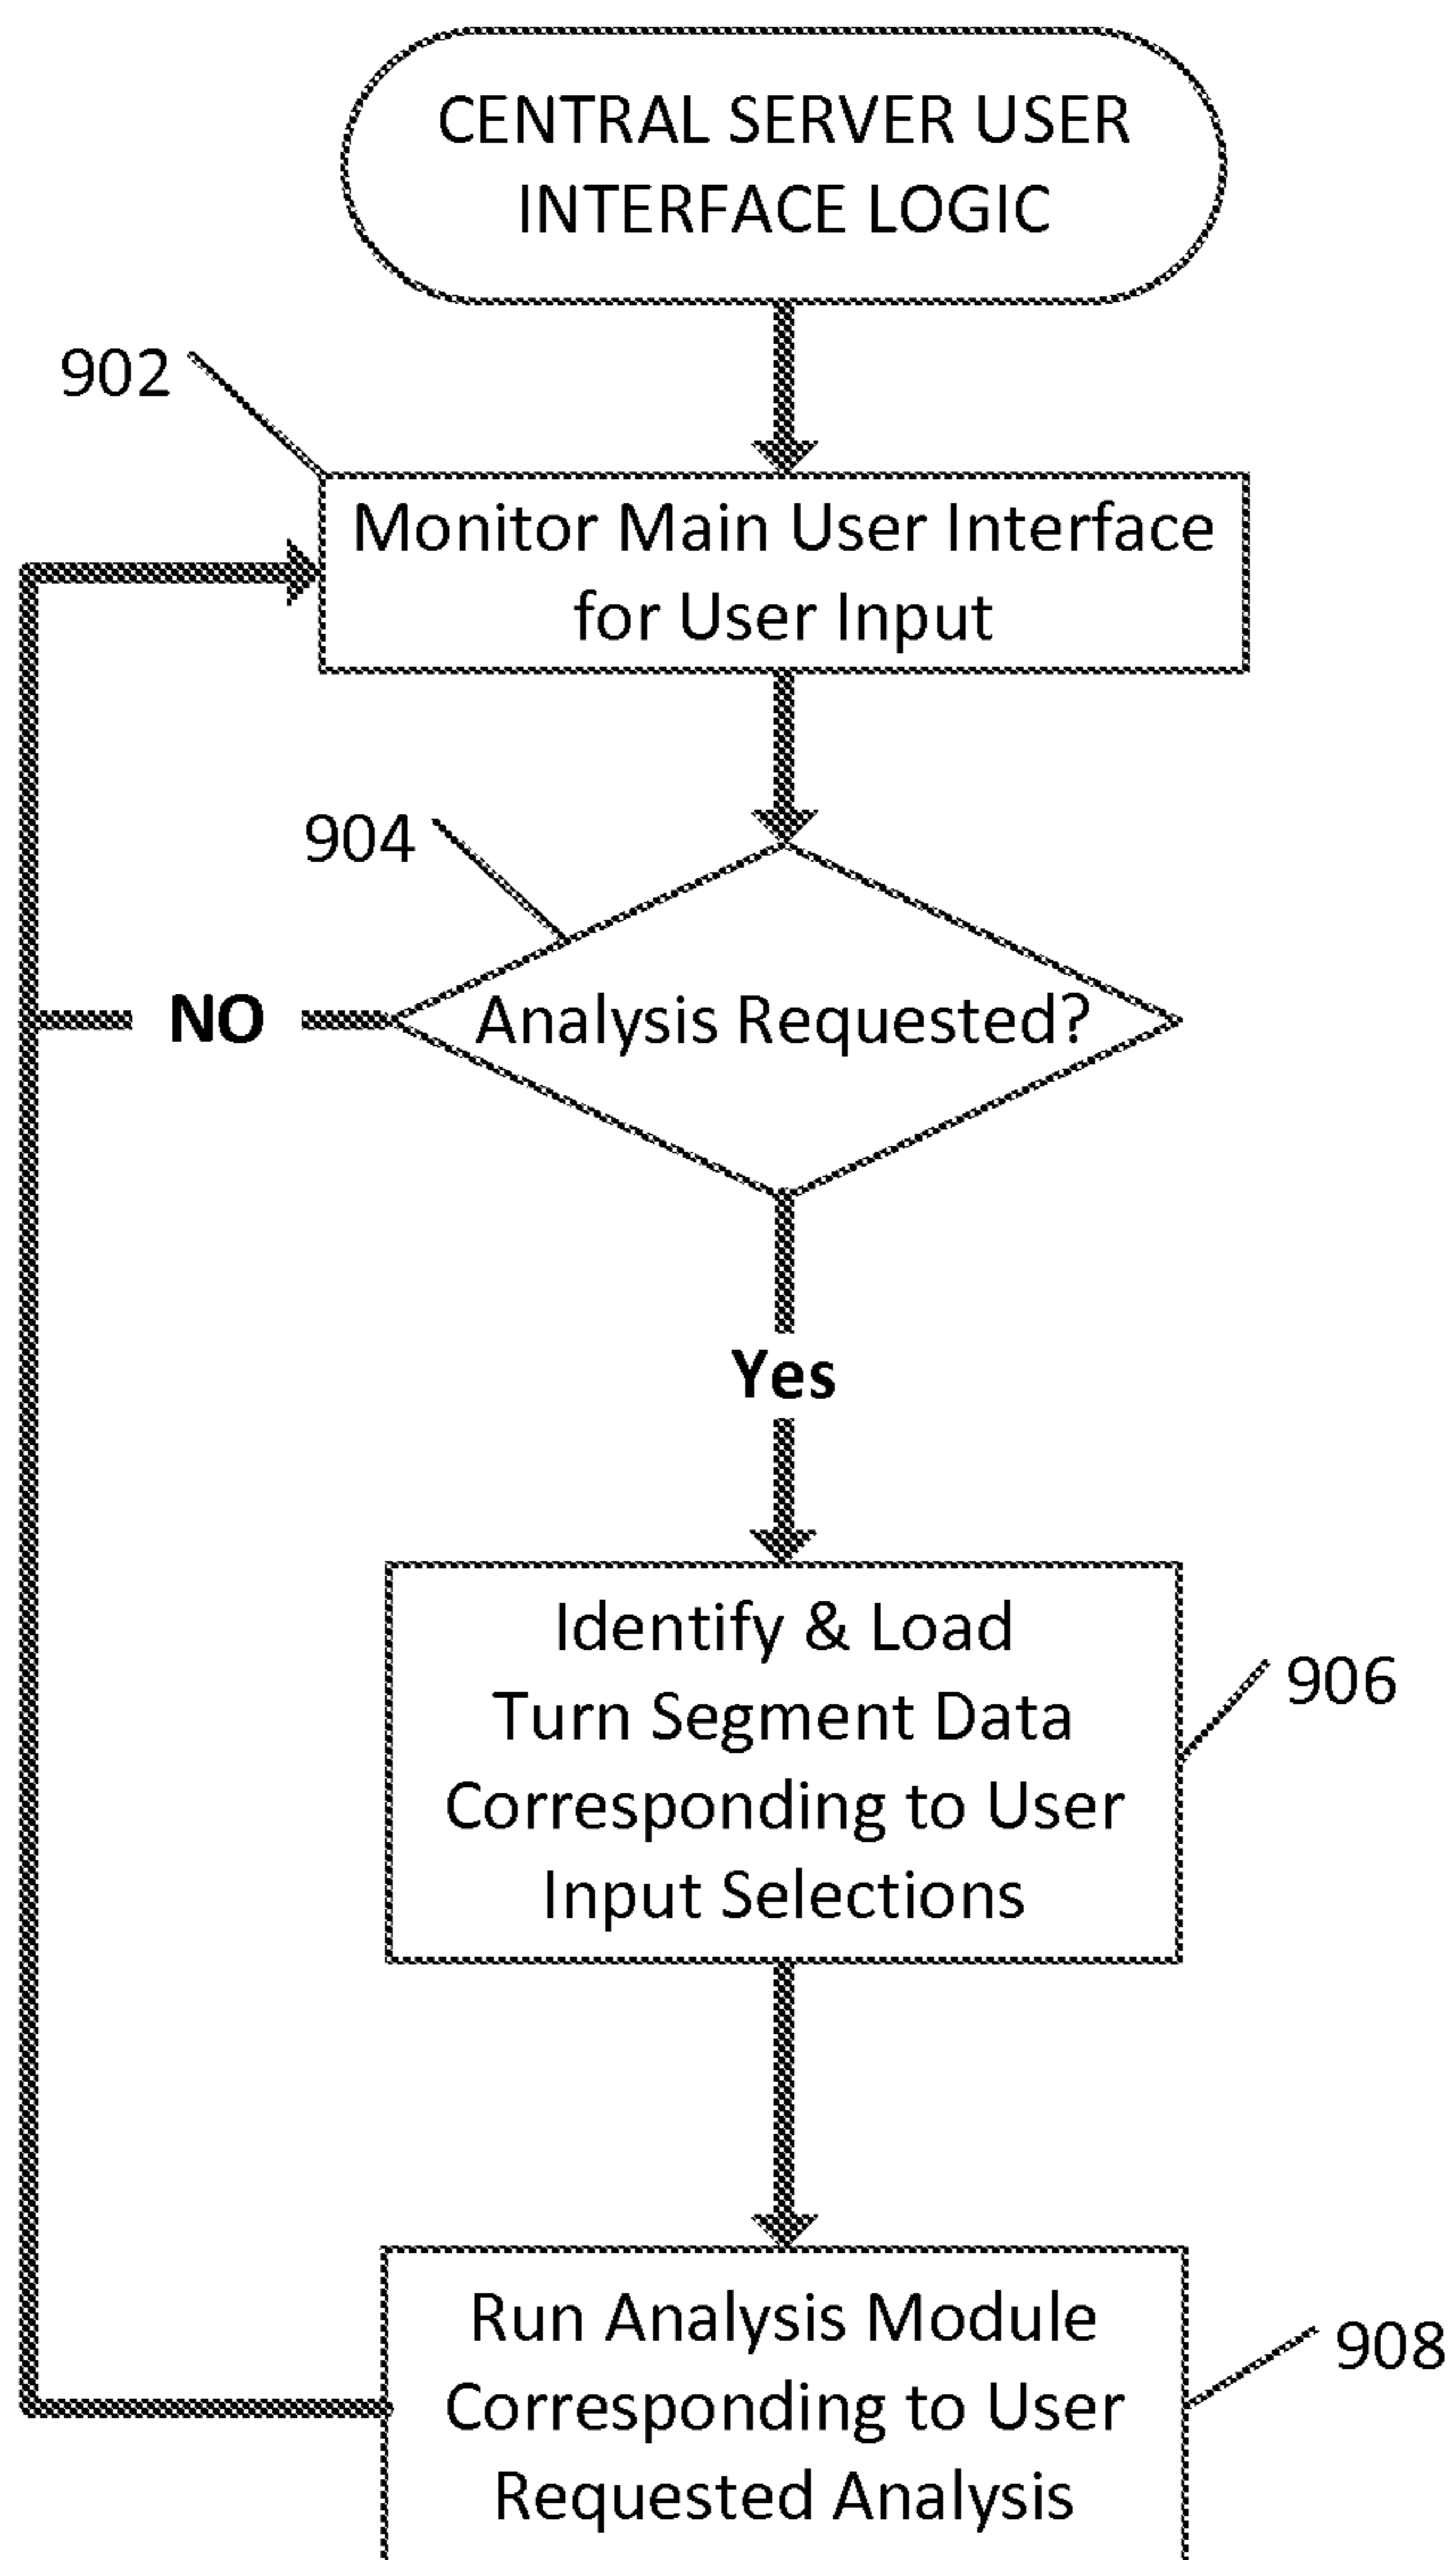 CENTRAL SERVER USER
INTERFACE LOGIC
902
Monitor Main User Interface
for User Input
904
Analysis Requested?
NO
Yes
Identify & Load
Turn Segment Data
Corresponding to User
Input Selections
906
Run Analysis Module
Corresponding to User
Requested Analysis
908